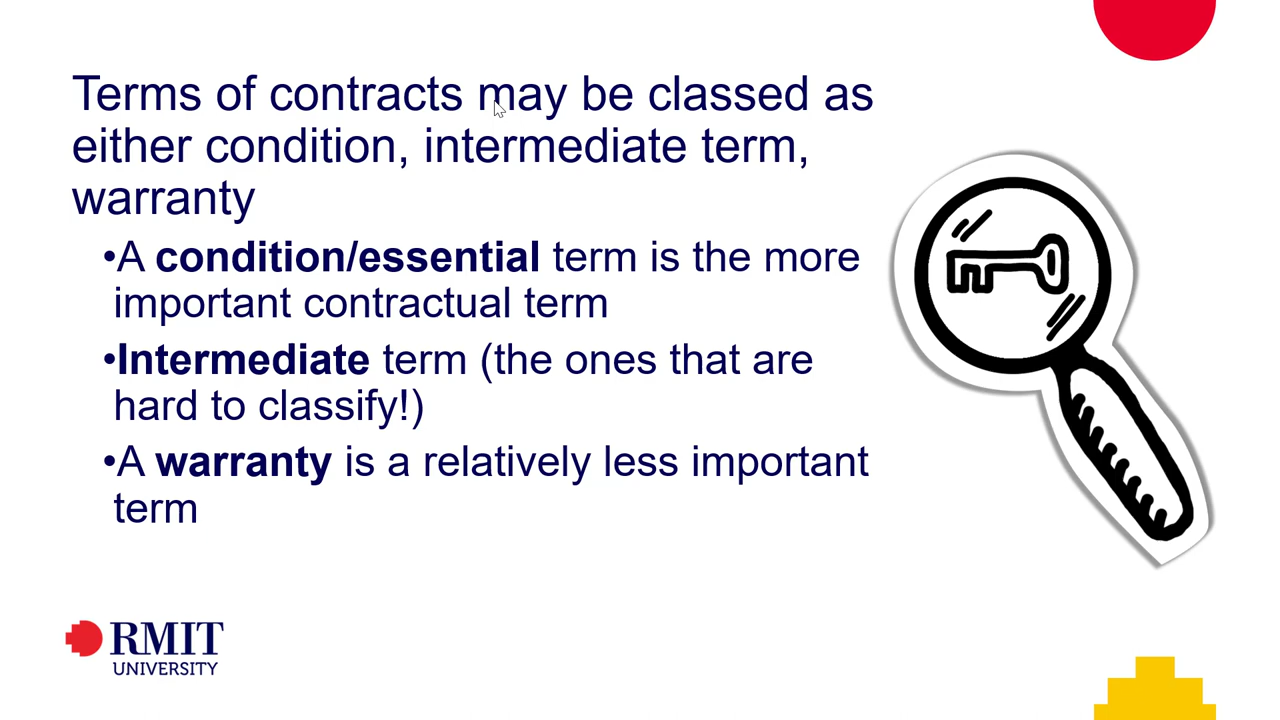 Terms of contracts may be classed as
either condition, intermediate term,
warranty
•A condition/essential term is the more
important contractual term
•Intermediate term (the ones that are
hard to classify!)
•A warranty is a relatively less important
term
RMIT
UNIVERSITY